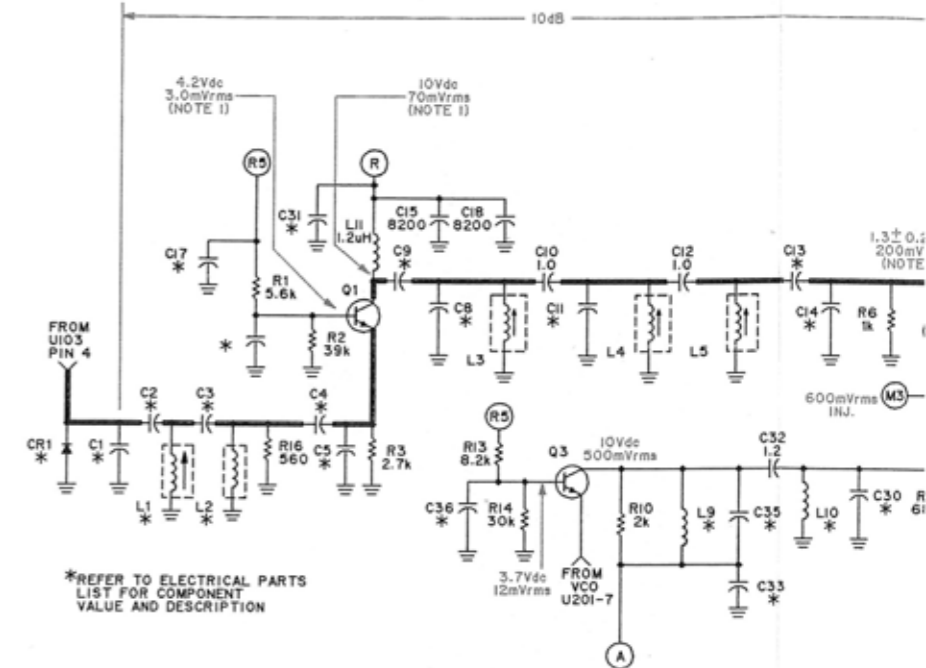 10dB
4.2Vdc
3.0mVrms
(NOTE 1)
10Vdc
70mVrms
(NOTE 1)
R5
R
C31
*
L11
1.2uH
C15
8200
C18
8200
C17
*
R1
5.6k
Q1
C9
*
C10
1.0
C12
1.0
C13
*
1.3± 0.2
200mV
(NOTE
*
R2
39k
C8
*
L3
C11
*
L4
L5
C14
*
R6
1k
FROM
U103
PIN 4
C2
*
C3
*
C4
*
CR1
*
C1
*
L1
*
L2
*
R16
560
C5
*
R3
2.7k
600mVrms
INJ.
M3
R5
R13
8.2k
Q3
10Vdc
500mVrms
C32
1.2
C36
*
R14
30k
R10
2k
L9
*
C35
*
L10
*
C30
*
R
3.7Vdc
12mVrms
FROM
VCO
U201-7
C33
*
A
*REFER TO ELECTRICAL PARTS
LIST FOR COMPONENT
VALUE AND DESCRIPTION